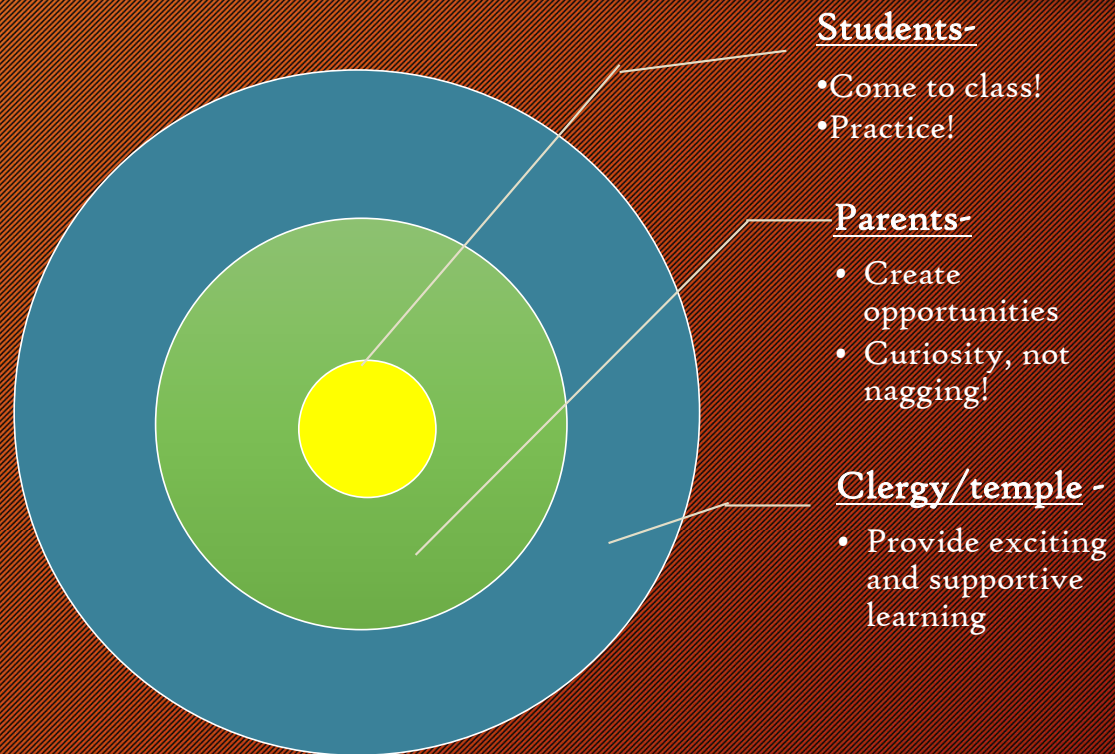 Students-
•Come to class!
•Practice!
Parents-
• Create
opportunities
• Curiosity, not
nagging!
Clergy/temple -
• Provide exciting
and supportive
learning